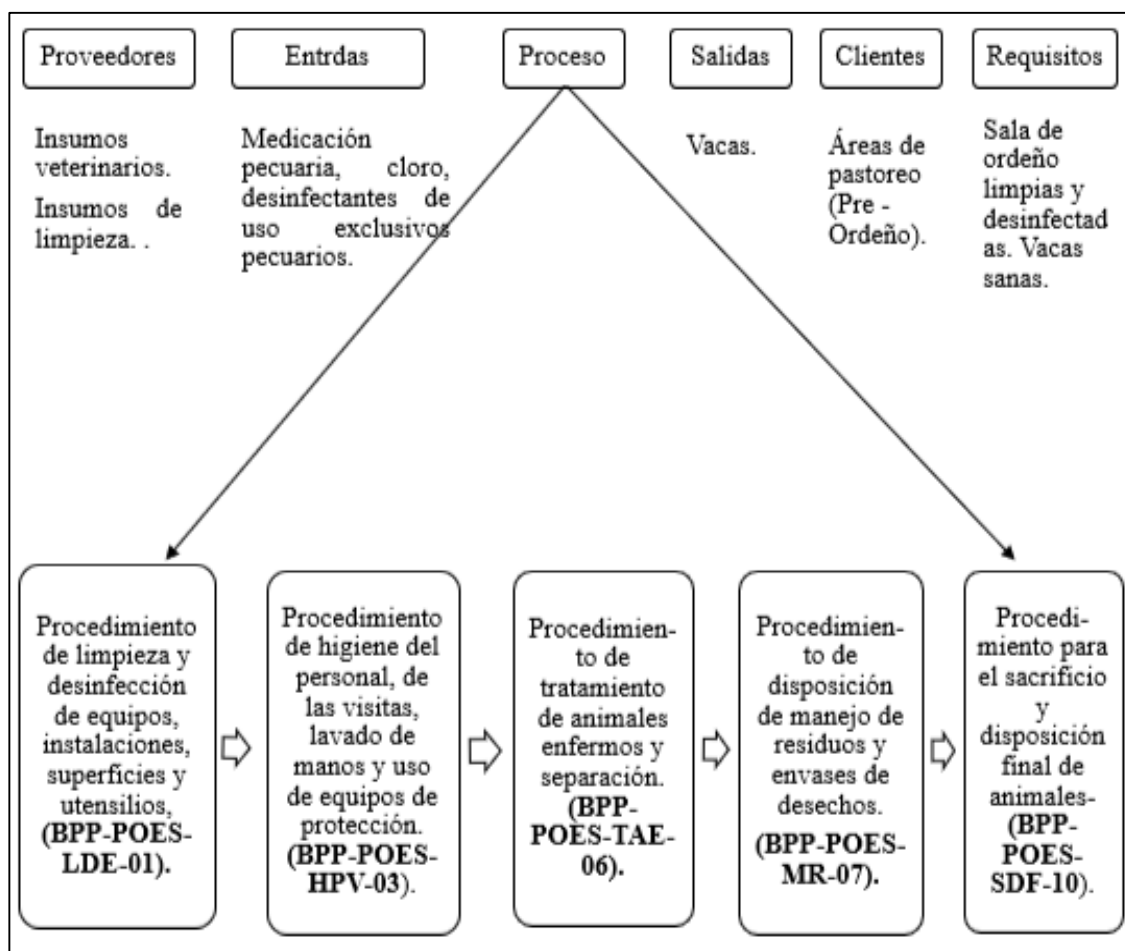 Proveedores
Entrdas
Proceso
Salidas
Clientes
Requisitos
Insumos
veterinarios.
Insumos de
limpieza. .
Medicación
pecuaria, cloro,
desinfectantes de
uso exclusivos
pecuarios.
Vacas.
Áreas de
pastoreo
(Pre -
Ordeño).
Sala de
ordeño
limpias y
desinfectad
as. Vacas
sanas.
Procedimiento
de limpieza y
desinfección
de equipos,
instalaciones,
superficies y
utensilios,
(BPP-POES-
LDE-01).
Procedimiento
de higiene del
personal, de
las visitas,
lavado de
manos y uso
de equipos de
protección.
(BPP-POES-
HPV-03).
Procedimien-
to de
tratamiento
de animales
enfermos y
separación.
(BPP-
POES-TAE-
06).
Procedimien-
to de
disposición
de manejo de
residuos y
envases de
desechos.
(BPP-POES-
MR-07).
Procedi-
miento para
el sacrificio
y
disposición
final de
animales-
(BPP-
POES-
SDF-10).